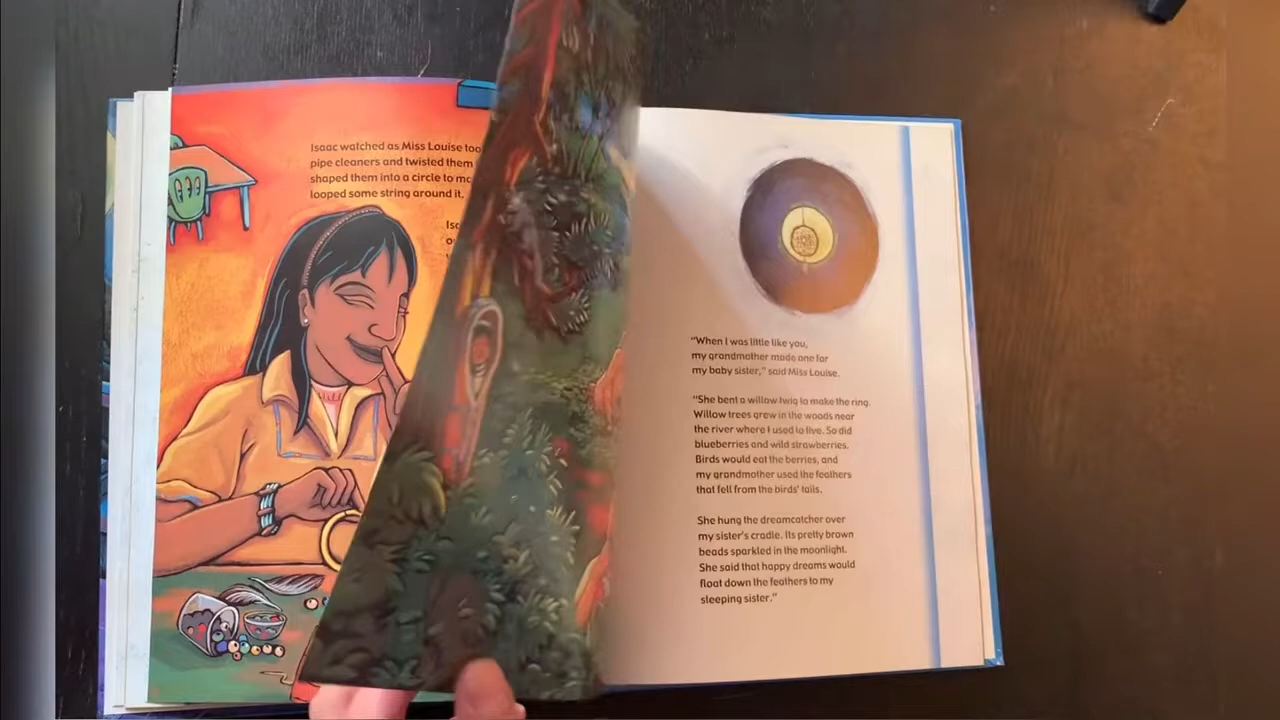 Isaac watched as Miss Louise too
pipe cleaners and twisted them
shaped them into a circle to
looped some string around it,
"When I was little like you,
my grandmother made one for
my baby sister," said Miss Louise.
"She bent a willow twig to make the ring.
Willow trees grew in the woods near
the river where I used to live. So did
blueberries and wild strawberries.
Birds would eat the berries, and
my grandmother used the feathers
that fell from the birds' tails.
She hung the dreamcatcher over
my sister's cradle. Its pretty brown
beads sparkled in the moonlight.
She said that happy dreams would
float down the feathers to my
sleeping sister."